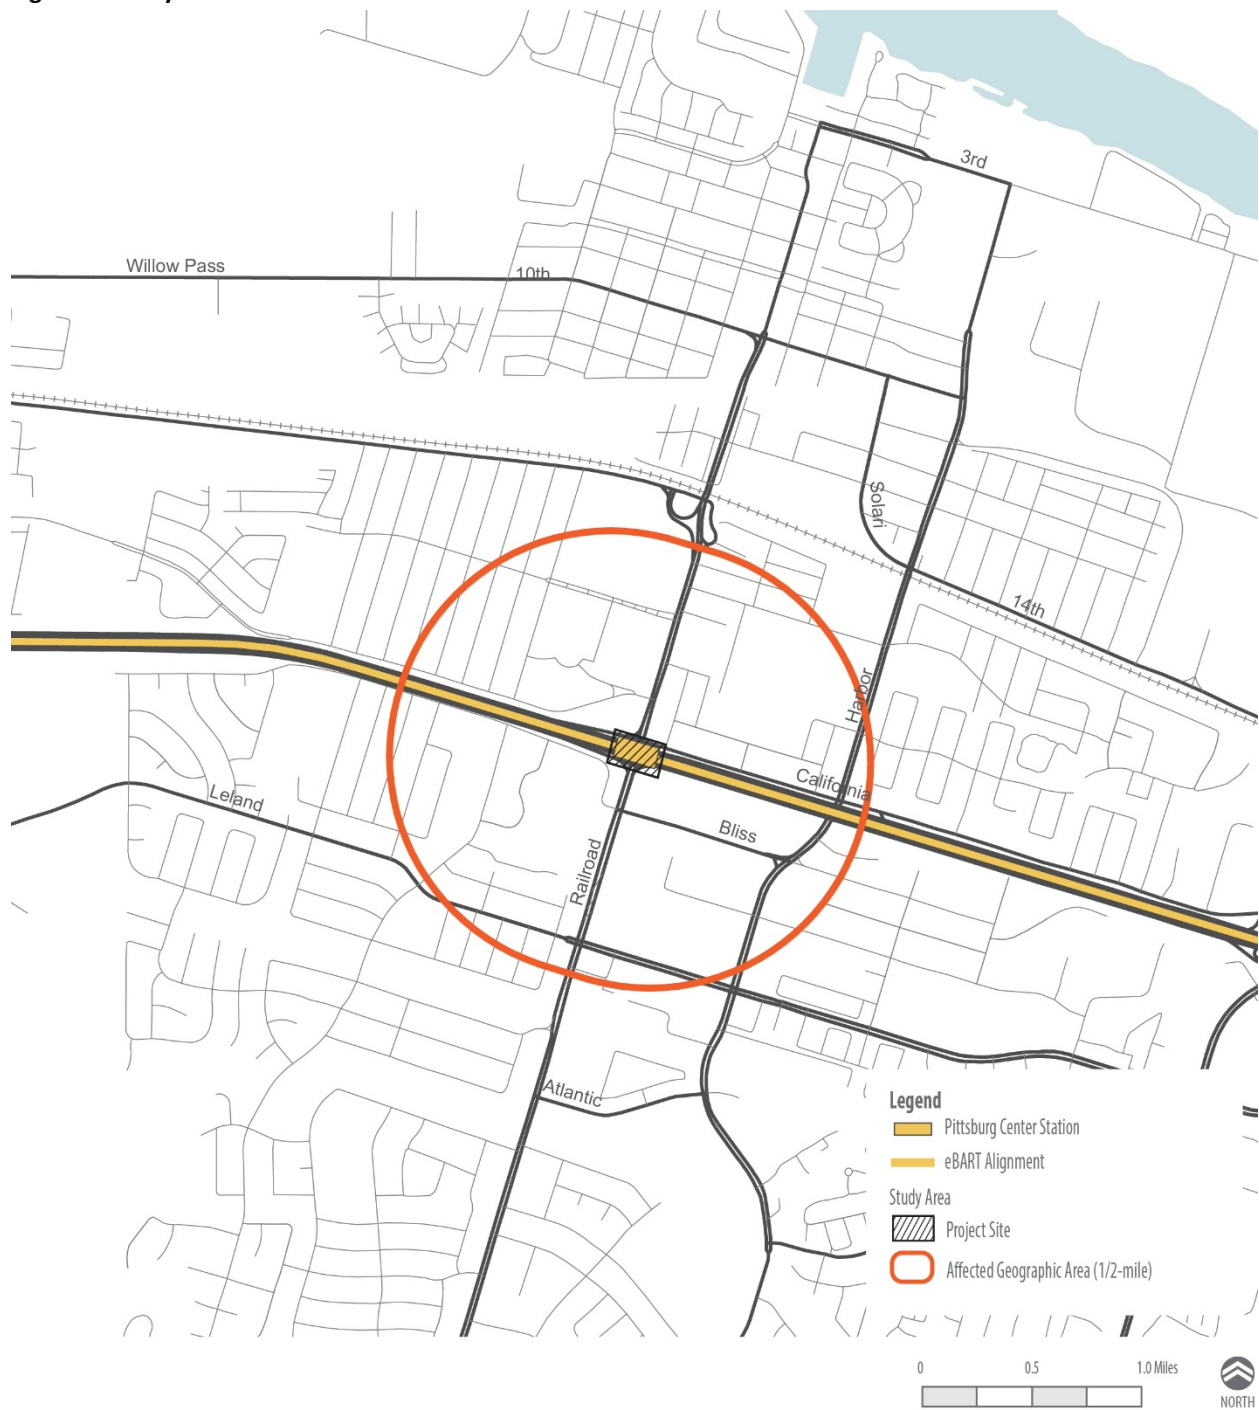 3rd
Willow Pass
10th
Solari
14th
Harbor
California
Leland
Bliss
Railroad
Atlantic
Legend
Pittsburg Center Station
eBART Alignment
Study Area
Project Site
Affected Geographic Area (1/2-mile)
0 0.5 1.0 Miles
NORTH